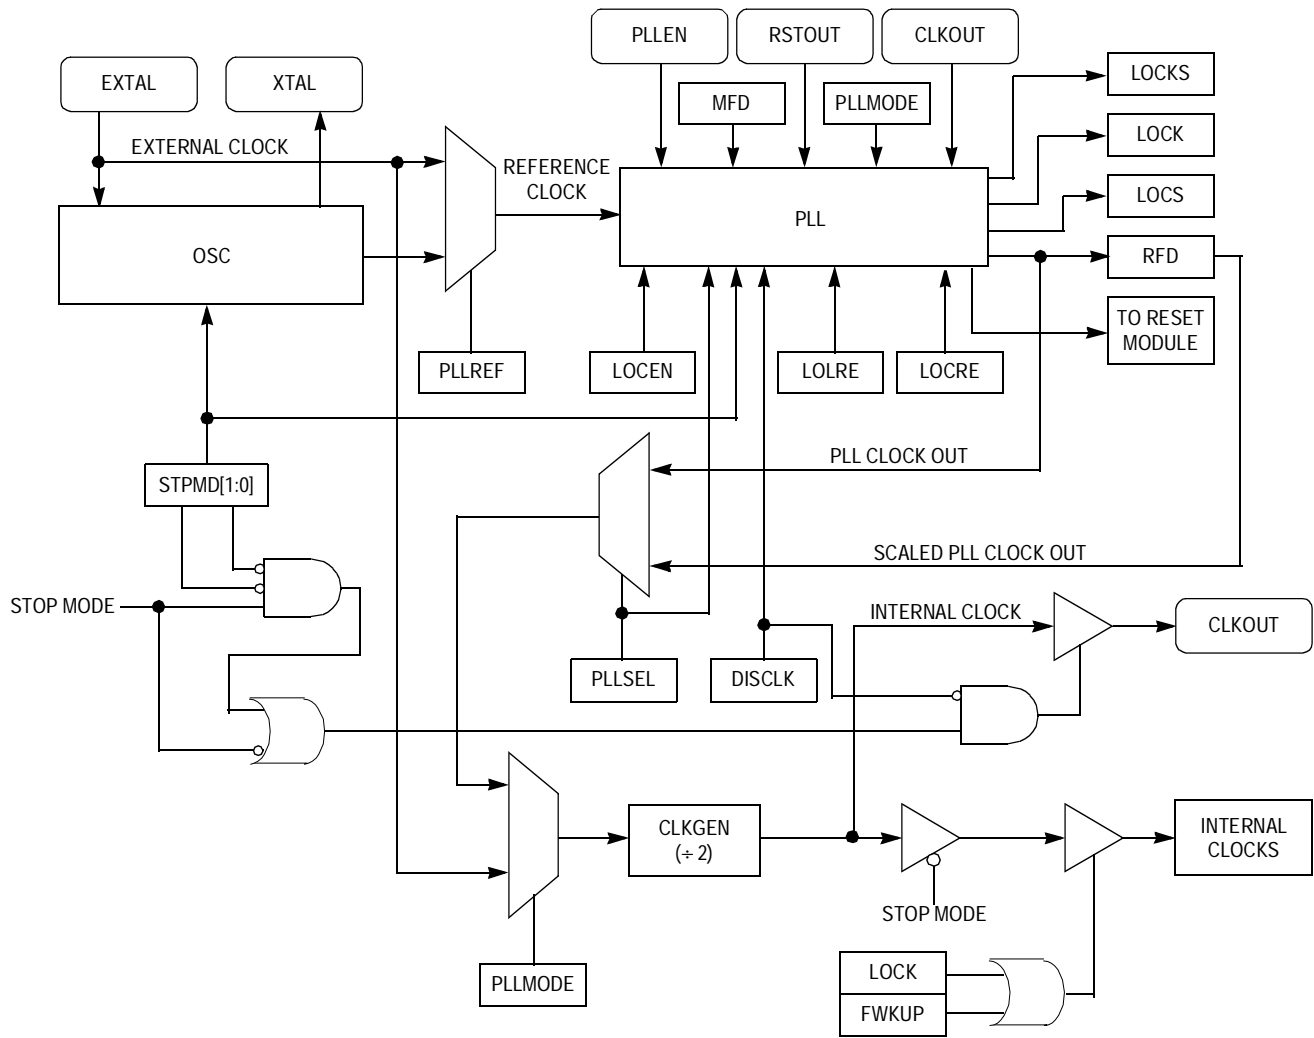 PLLEN
RSTOUT
CLKOUT
EXTAL
XTAL
LOCKS
MFD
PLLMODE
LOCK
EXTERNAL CLOCK
REFERENCE
CLOCK
LOCS
PLL
OSC
RFD
TO RESET
MODULE
PLLREF
LOCEN
LOLRE
LOCRE
PLL CLOCK OUT
STPMD[1:0]
SCALED PLL CLOCK OUT
STOP MODE
INTERNAL CLOCK
CLKOUT
PLLSEL
DISCLK
CLKGEN
(÷ 2)
INTERNAL
CLOCKS
STOP MODE
PLLMODE
LOCK
FWKUP